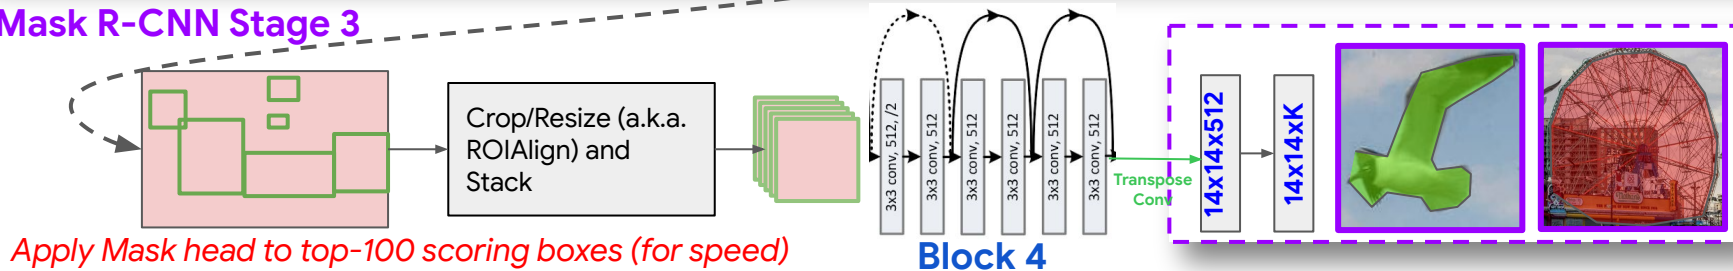 Mask R-CNN Stage 3
Crop/Resize (a.k.a.
ROIAlign) and
Stack
3x3 conv, 512, /2
3x3 conv, 512
3x3 conv, 512
3x3 conv, 512
3x3 conv, 512
3x3 conv, 512
Transpose
Conv
14x14x512
14x14xK
Apply Mask head to top-100 scoring boxes (for speed)
Block 4